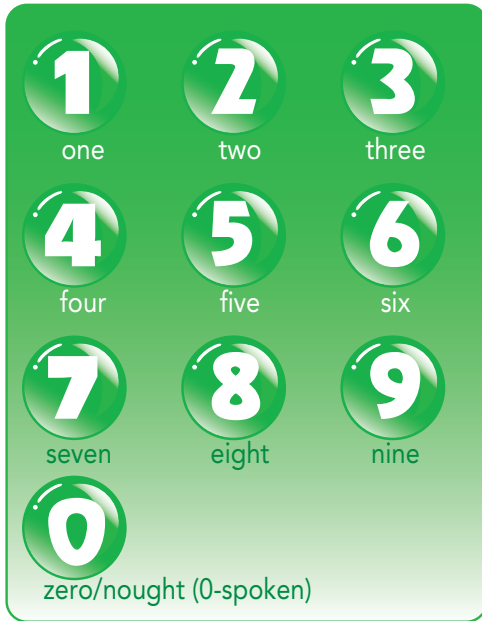 1 2 3
one two three
4 5 6
four five six
7 8 9
seven eight nine
0
zero/nought (0-spoken)